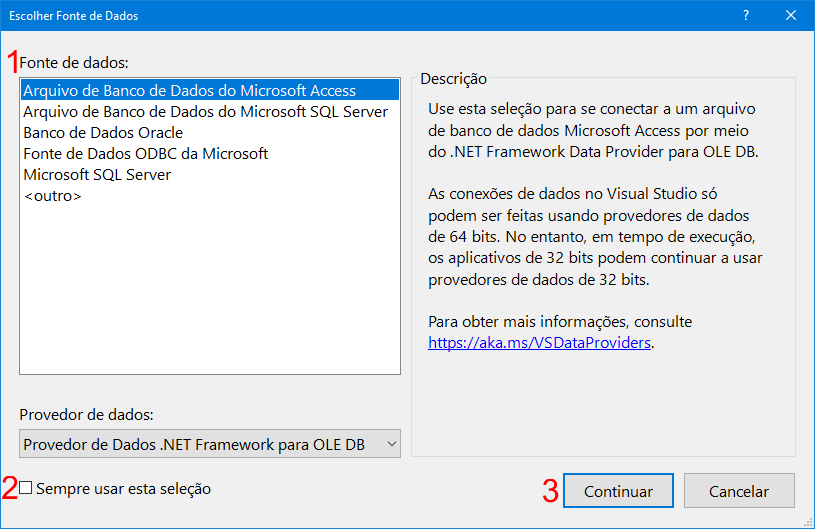 Escolher Fonte de Dados
?
1 Fonte de dados:
Arquivo de Banco de Dados do Microsoft Access
Arquivo de Banco de Dados do Microsoft SQL Server
Banco de Dados Oracle
Fonte de Dados ODBC da Microsoft
Microsoft SQL Server
<outro>
Descrição
Use esta seleção para se conectar a um arquivo
de banco de dados Microsoft Access por meio
do .NET Framework Data Provider para OLE DB.
As conexões de dados no Visual Studio só
podem ser feitas usando provedores de dados
de 64 bits. No entanto, em tempo de execução,
os aplicativos de 32 bits podem continuar a usar
provedores de dados de 32 bits.
Para obter mais informações, consulte
https://aka.ms/VSDataProviders.
Provedor de dados:
Provedor de Dados .NET Framework para OLE DB
2 Sempre usar esta seleção
3 Continuar
Cancelar